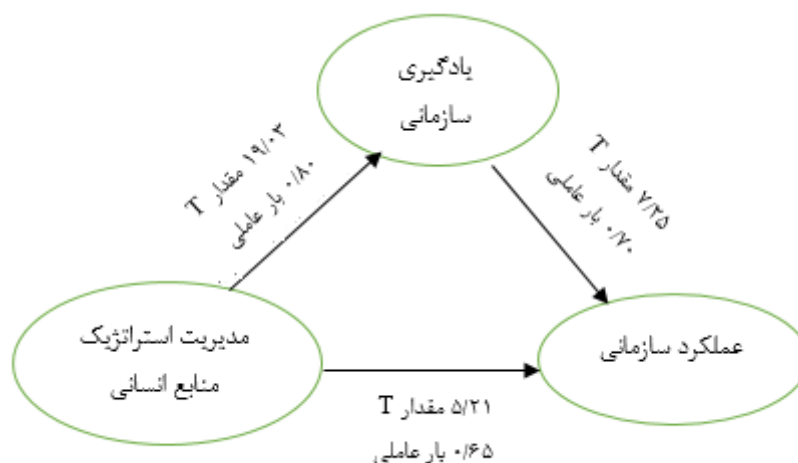 یادگیری
سازمانی
۱۹/۰۳ مقدار T
۰/۸۰ بار عاملی
۷/۲۵ مقدار T
۰/۷۰ بار عاملی
مدیریت استراتژیک
منابع انسانی
عملکرد سازمانی
۵/۲۱ مقدار T
۰/۶۵ بار عاملی